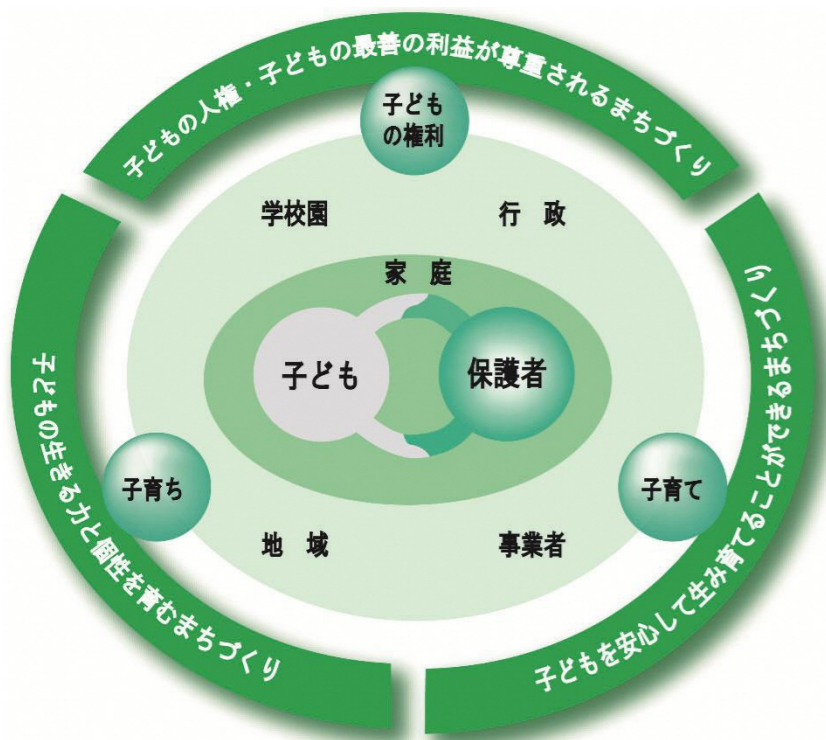 子どもの人権・子どもの最善の利益が尊重されるまちづくり
子ども
の権利
学校園
行　政
家　庭
子ども
保護者
子育ち
子育て
地　域
事業者
子どもの生きる力と個性を育むまちづくり
子どもを安心して生み育てることができるまちづくり